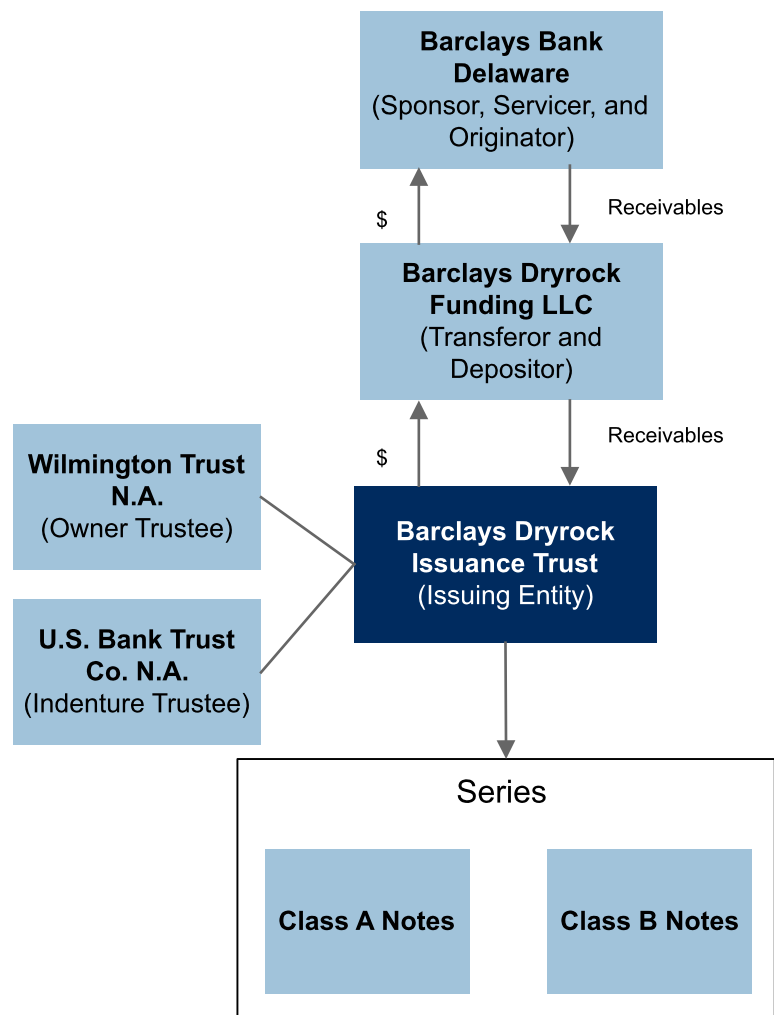 Barclays Bank
Delaware
(Sponsor, Servicer, and
Originator)
$
Receivables
Barclays Dryrock
Funding LLC
(Transferor and
Depositor)
$
Receivables
Wilmington Trust
N.A.
(Owner Trustee)
Barclays Dryrock
Issuance Trust
(Issuing Entity)
U.S. Bank Trust
Co. N.A.
(Indenture Trustee)
Series
Class A Notes
Class B Notes